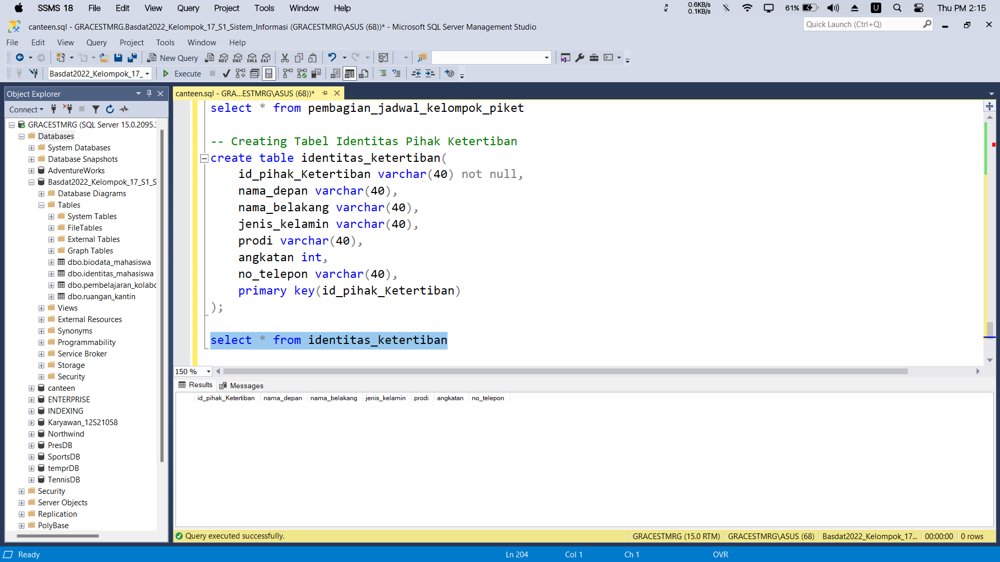 SSMS 18 File Edit View Query Project Tools Window Help 0.6KB/s 0.1KB/s 61% U Thu PM 2:15
canteen.sql - GRACESTMRG.Basdat2022_Kelompok_17_S1_Sistem_Informasi (GRACESTMRG\ASUS (68))* - Microsoft SQL Server Management Studio
Quick Launch (Ctrl+Q)
File Edit View Query Project Tools Window Help
New Query MDX DMX XMLA DAX
Basdat2022_Kelompok_17_ Execute
Object Explorer
Connect
GRACESTMRG (SQL Server 15.0.2095.3
Databases
System Databases
Database Snapshots
AdventureWorks
Basdat2022_Kelompok_17_S1_S
Database Diagrams
Tables
System Tables
FileTables
External Tables
Graph Tables
dbo.biodata_mahasiswa
dbo.identitas_mahasiswa
dbo.pembelajaran_kolabo
dbo.ruangan_kantin
Views
External Resources
Synonyms
Programmability
Service Broker
Storage
Security
canteen
ENTERPRISE
INDEXING
Karyawan_12S21058
Northwind
PresDB
SportsDB
temprDB
TennisDB
Security
Server Objects
Replication
PolyBase
canteen.sql - GRA...ESTMRG\ASUS (68))*
select * from pembagian_jadwal_kelompok_piket
-- Creating Tabel Identitas Pihak Ketertiban
create table identitas_ketertiban(
id_pihak_Ketertiban varchar(40) not null,
nama_depan varchar(40),
nama_belakang varchar(40),
jenis_kelamin varchar(40),
prodi varchar(40),
angkatan int,
no_telepon varchar(40),
primary key(id_pihak_Ketertiban)
);
select * from identitas_ketertiban
150 %
Results Messages
id_pihak_Ketertiban nama_depan nama_belakang jenis_kelamin prodi angkatan no_telepon
Query executed successfully. GRACESTMRG (15.0 RTM) GRACESTMRG\ASUS (68) Basdat2022_Kelompok_17... 00:00:00 0 rows
Ready Ln 204 Col 1 Ch 1 OVR